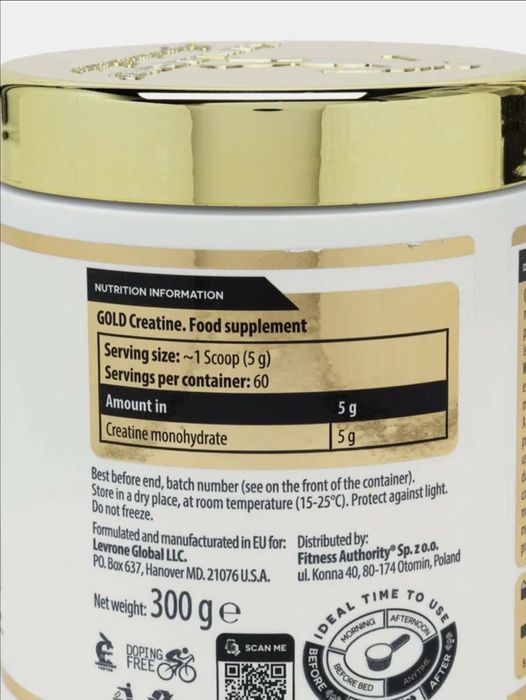 NUTRITION INFORMATION
GOLD Creatine. Food supplement
Serving size: ~1 Scoop (5 g)
Servings per container: 60
Amount in 5 g
Creatine monohydrate 5 g
Best before end, batch number (see on the front of the container).
Store in a dry place, at room temperature (15-25°C). Protect against light.
Do not freeze.
Formulated and manufacturated in EU for:
Levrone Global LLC.
P.O. Box 637, Hanover MD. 21076 U.S.A.
Distributed by:
Fitness Authority® Sp. z o.o.
ul. Konna 40, 80-174 Otomin, Poland
Net weight: 300 g e
DOPING
FREE
SCAN ME
IDEAL TIME TO USE
MORNING
AFTERNOON
BEFORE
BEFORE BED
ANYTIME
AFTER